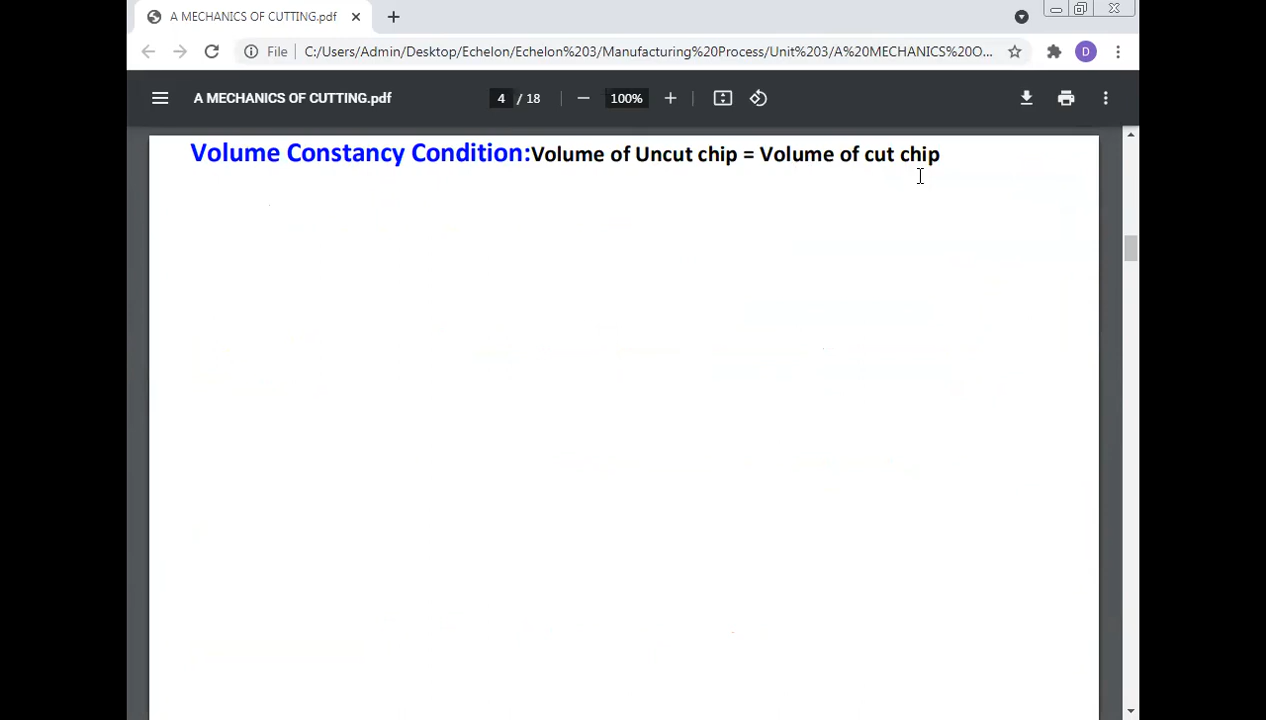 A MECHANICS OF CUTTING.pdf
File
C:/Users/Admin/Desktop/Echelon/Echelon%203/Manufacturing%20Process/Unit%203/A%20MECHANICS%20O...
D
A MECHANICS OF CUTTING.pdf
4 / 18
100%
Volume Constancy Condition:Volume of Uncut chip = Volume of cut chip